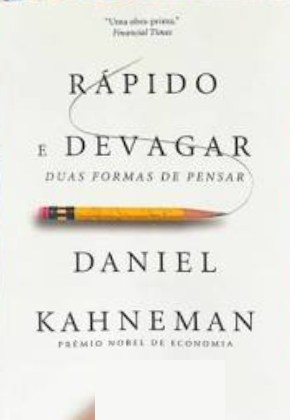 "Uma obra-prima."
Financial Times
RÁPIDO
E DEVAGAR
DUAS FORMAS DE PENSAR
DANIEL
KAHNEMAN
PRÊMIO NOBEL DE ECONOMIA